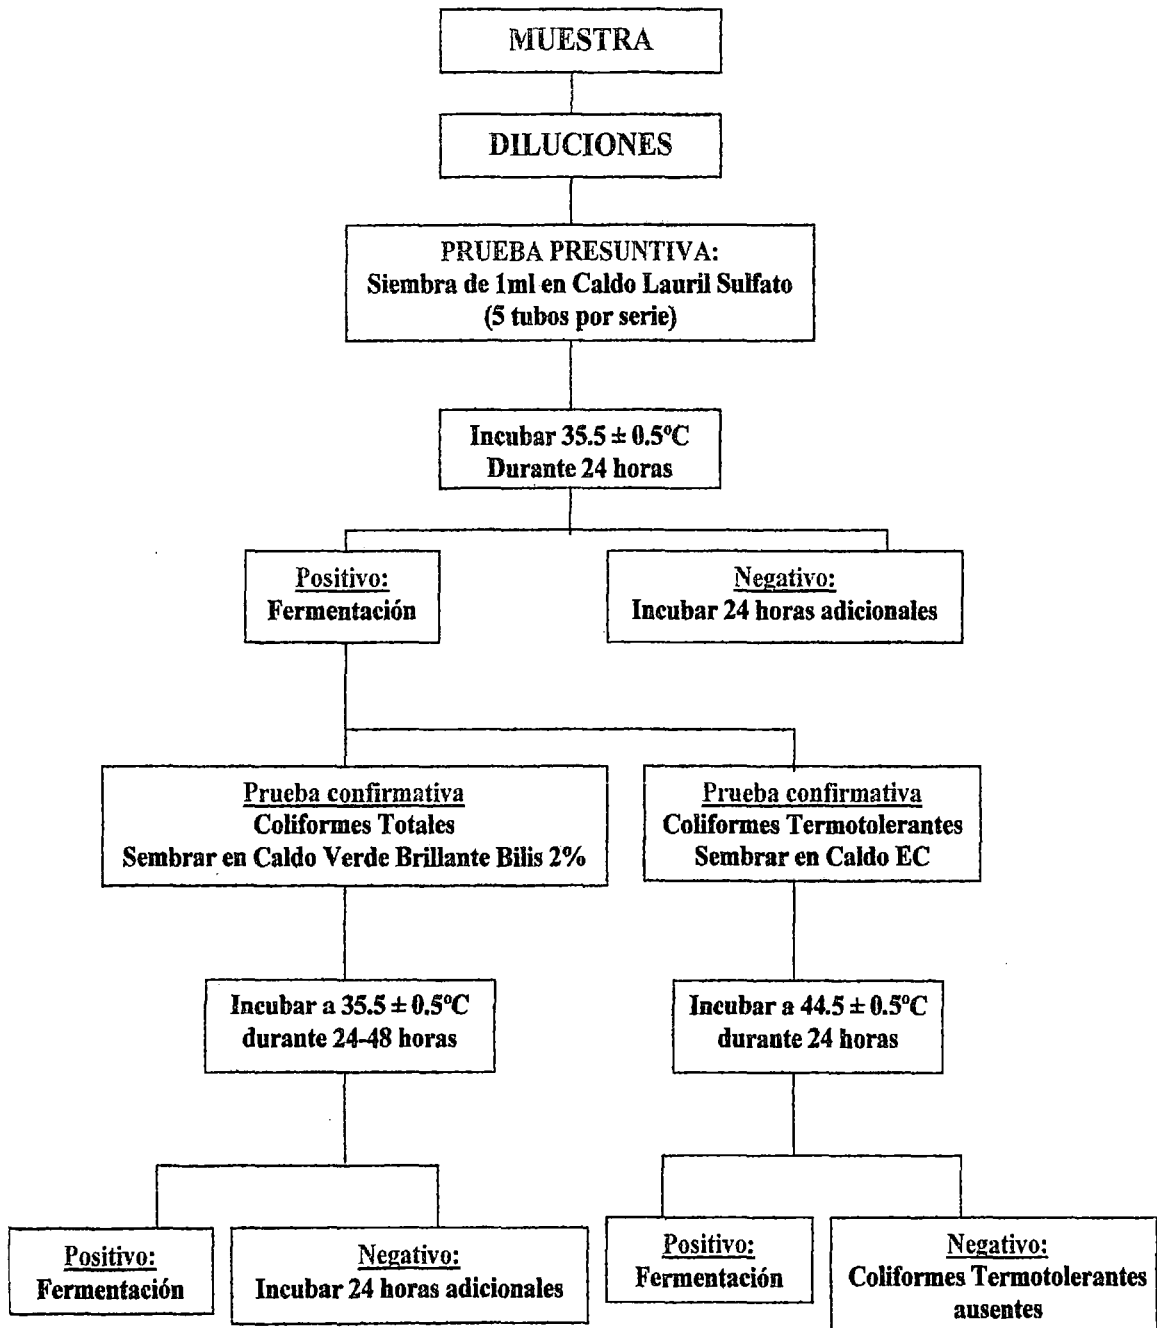 MUESTRA
DILUCIONES
PRUEBA PRESUNTIVA:
Siembra de 1ml en Caldo Lauril Sulfato
(5 tubos por serie)
Incubar 35.5 ± 0.5ºC
Durante 24 horas
Positivo:
Fermentación
Negativo:
Incubar 24 horas adicionales
Prueba confirmativa
Coliformes Totales
Sembrar en Caldo Verde Brillante Bilis 2%
Prueba confirmativa
Coliformes Termotolerantes
Sembrar en Caldo EC
Incubar a 35.5 ± 0.5ºC
durante 24-48 horas
Incubar a 44.5 ± 0.5ºC
durante 24 horas
Positivo:
Fermentación
Negativo:
Incubar 24 horas adicionales
Positivo:
Fermentación
Negativo:
Coliformes Termotolerantes
ausentes